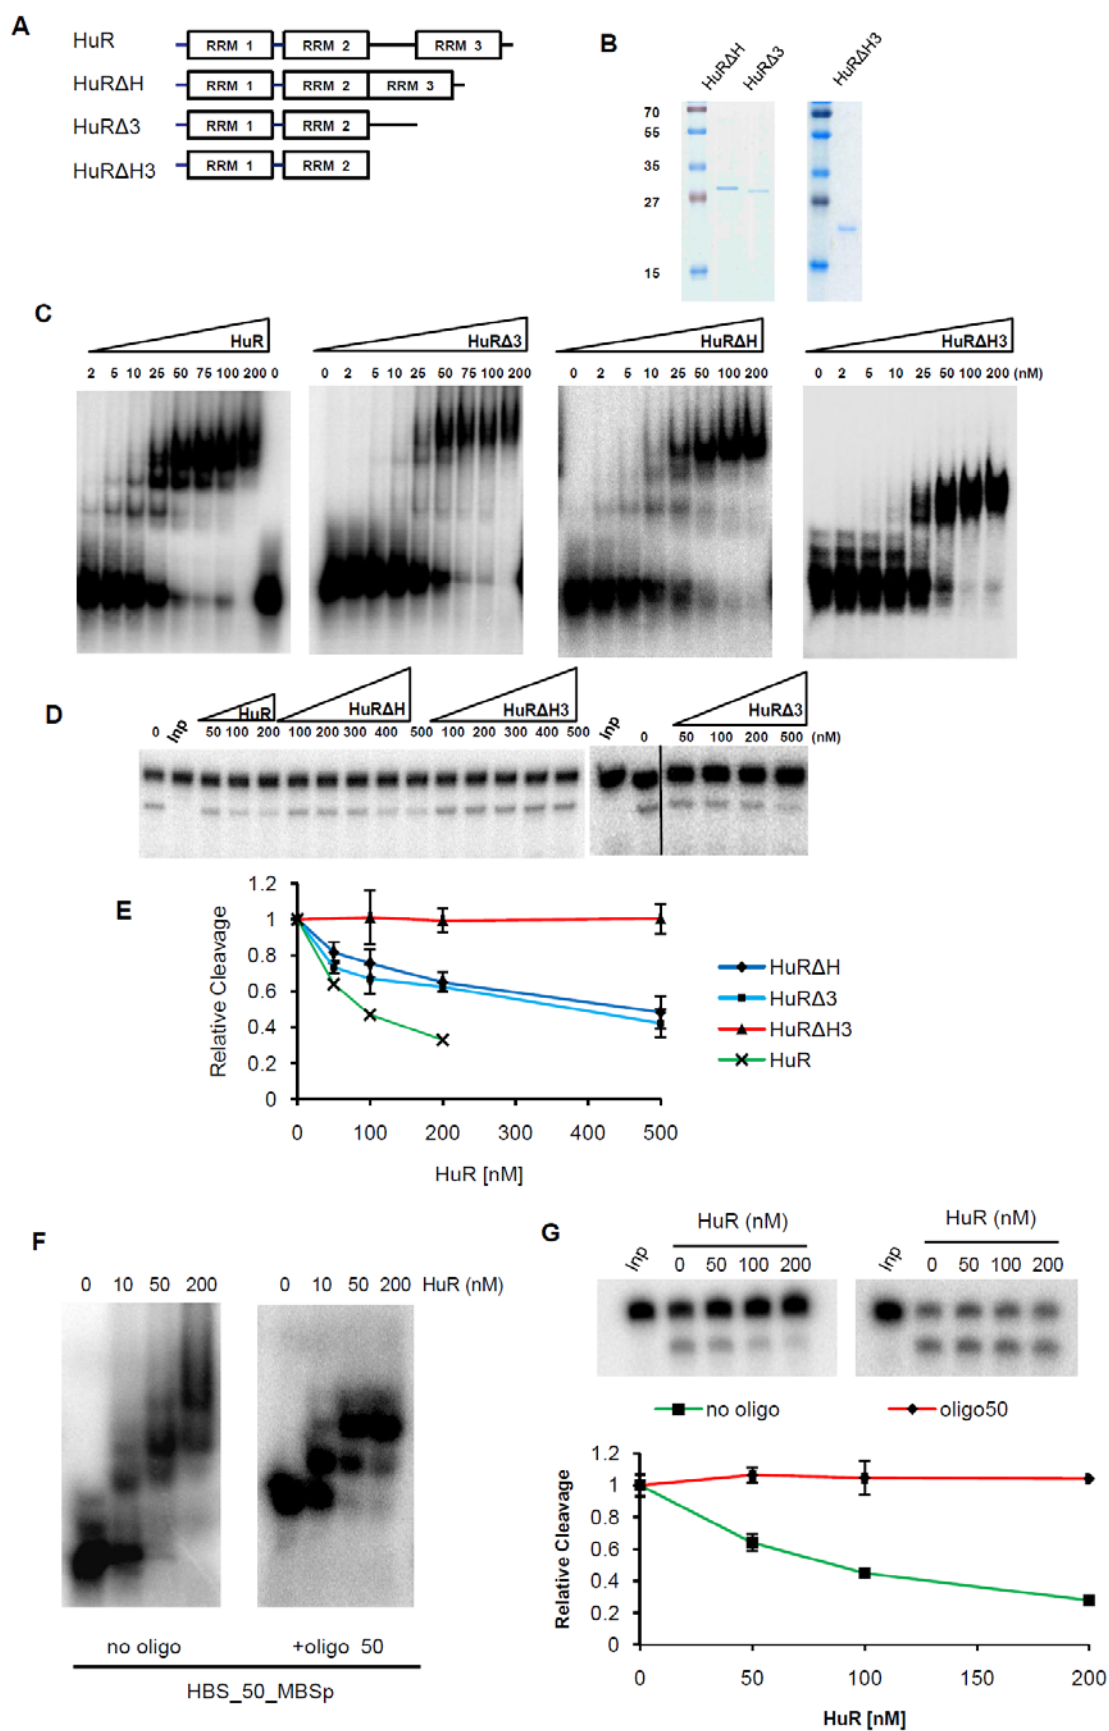 A
HuR
RRM 1 RRM 2 RRM 3
HuRΔH
RRM 1 RRM 2 RRM 3
HuRΔ3
RRM 1 RRM 2
HuRΔH3
RRM 1 RRM 2
B
HuRΔH HuRΔ3 HuRΔH3
70
55
35
27
15
C
HuR HuRΔ3 HuRΔH HuRΔH3
2 5 10 25 50 75 100 200 0
0 2 5 10 25 50 75 100 200
0 2 5 10 25 50 100 200
0 2 5 10 25 50 100 200 (nM)
D
HuR HuRΔH HuRΔH3 HuRΔ3
0 Inp 50 100 200 100 200 300 400 500 100 200 300 400 500
Inp 0 50 100 200 500 (nM)
E
Relative Cleavage
1.2
1
0.8
0.6
0.4
0.2
0
0 100 200 300 400 500
HuR [nM]
HuRΔH
HuRΔ3
HuRΔH3
HuR
F
0 10 50 200 0 10 50 200 HuR (nM)
no oligo +oligo 50
HBS_50_MBSp
G
HuR (nM) HuR (nM)
Inp 0 50 100 200 Inp 0 50 100 200
no oligo oligo50
Relative Cleavage
1.2
1
0.8
0.6
0.4
0.2
0
0 50 100 150 200
HuR [nM]